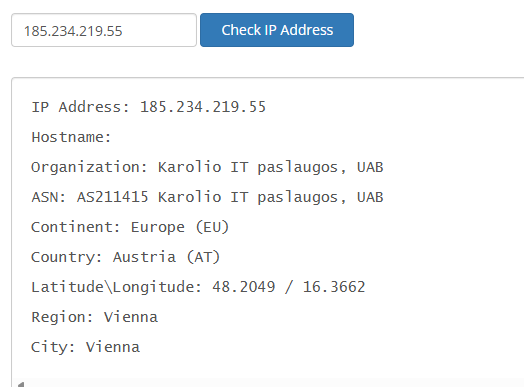 185.234.219.55 Check IP Address
IP Address: 185.234.219.55
Hostname:
Organization: Karolio IT paslaugos, UAB
ASN: AS211415 Karolio IT paslaugos, UAB
Continent: Europe (EU)
Country: Austria (AT)
Latitude\Longitude: 48.2049 / 16.3662
Region: Vienna
City: Vienna